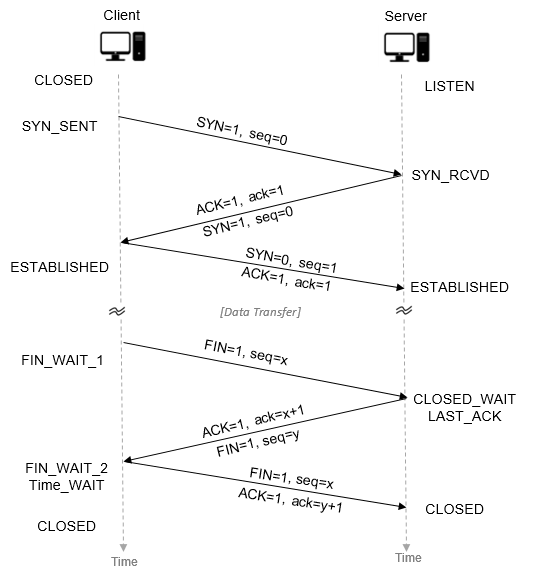 Client
Server
CLOSED
LISTEN
SYN_SENT
SYN=1, seq=0
SYN_RCVD
ACK=1, ack=1
SYN=1, seq=0
ESTABLISHED
SYN=0, seq=1
ACK=1, ack=1
ESTABLISHED
[Data Transfer]
FIN_WAIT_1
FIN=1, seq=x
CLOSED_WAIT
LAST_ACK
ACK=1, ack=x+1
FIN=1, seq=y
FIN_WAIT_2
Time_WAIT
FIN=1, seq=x
ACK=1, ack=y+1
CLOSED
CLOSED
Time
Time